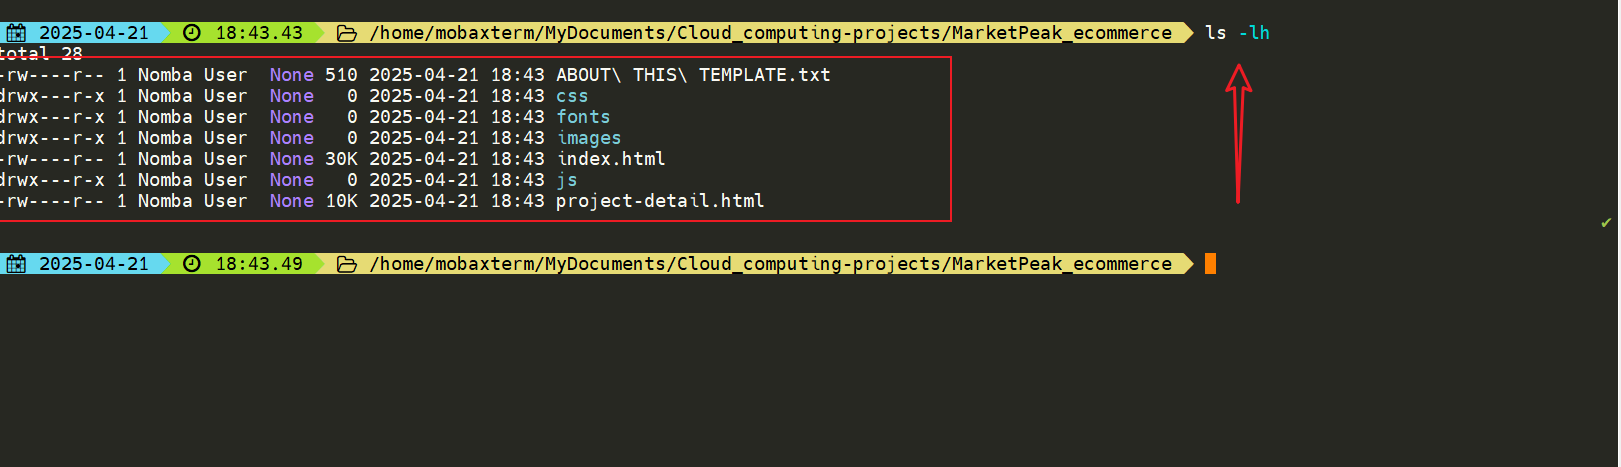 2025-04-21 18:43.43 /home/mobaxterm/MyDocuments/Cloud_computing-projects/MarketPeak_ecommerce ls -lh
total 28
-rw----r-- 1 Nomba User  None 510 2025-04-21 18:43 ABOUT\ THIS\ TEMPLATE.txt
drwx---r-x 1 Nomba User  None   0 2025-04-21 18:43 css
drwx---r-x 1 Nomba User  None   0 2025-04-21 18:43 fonts
drwx---r-x 1 Nomba User  None   0 2025-04-21 18:43 images
-rw----r-- 1 Nomba User  None 30K 2025-04-21 18:43 index.html
drwx---r-x 1 Nomba User  None   0 2025-04-21 18:43 js
-rw----r-- 1 Nomba User  None 10K 2025-04-21 18:43 project-detail.html
2025-04-21 18:43.49 /home/mobaxterm/MyDocuments/Cloud_computing-projects/MarketPeak_ecommerce